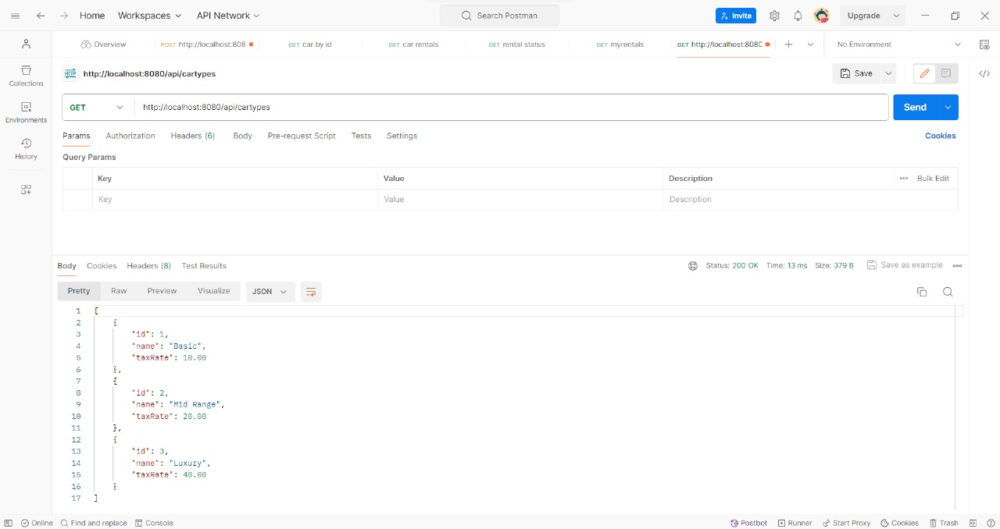 Home Workspaces API Network Search Postman Invite Upgrade
Overview POST http://localhost:808 GET car by id GET car rentals GET rental status GET myrentals GET http://localhost:8080 No Environment
HTTP http://localhost:8080/api/cartypes Save
Collections
GET http://localhost:8080/api/cartypes Send
Environments
Params Authorization Headers (6) Body Pre-request Script Tests Settings Cookies
History
Query Params
Key Value Description Bulk Edit
Key Value Description
Body Cookies Headers (8) Test Results Status: 200 OK Time: 13 ms Size: 379 B Save as example
Pretty Raw Preview Visualize JSON
1 [
2 {
3 "id": 1,
4 "name": "Basic",
5 "taxRate": 10.00
6 },
7 {
8 "id": 2,
9 "name": "Mid Range",
10 "taxRate": 20.00
11 },
12 {
13 "id": 3,
14 "name": "Luxury",
15 "taxRate": 40.00
16 }
17 ]
Online Find and replace Console Postbot Runner Start Proxy Cookies Trash